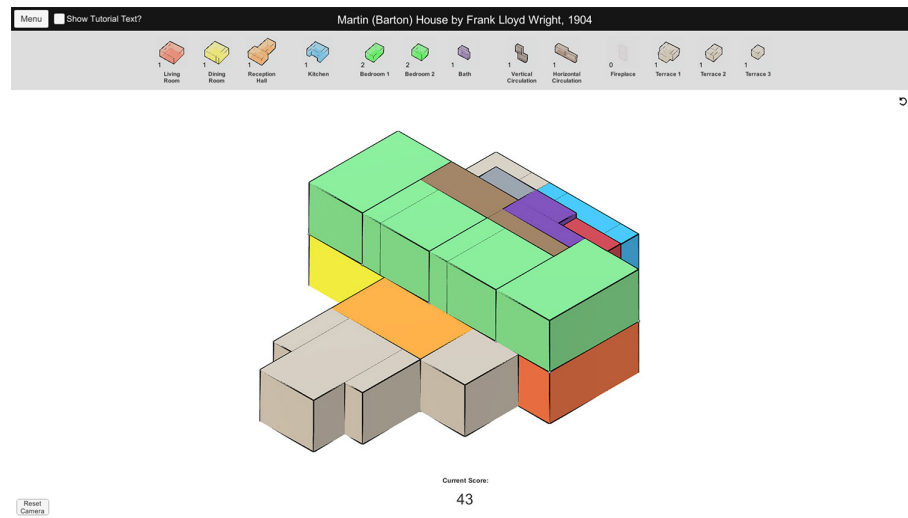 Menu
Show Tutorial Text?
Martin (Barton) House by Frank Lloyd Wright, 1904
1 1 1 1 2 2 1 1 1 0 1 1 1
Living Room
Dining Room
Reception Hall
Kitchen
Bedroom 1
Bedroom 2
Bath
Vertical Circulation
Horizontal Circulation
Fireplace
Terrace 1
Terrace 2
Terrace 3
Current Score:
43
Reset
Camera